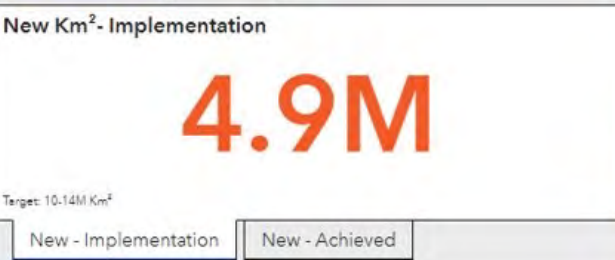 New Km²- Implementation
4.9M
Target: 10-14M Km²
New - Implementation New - Achieved